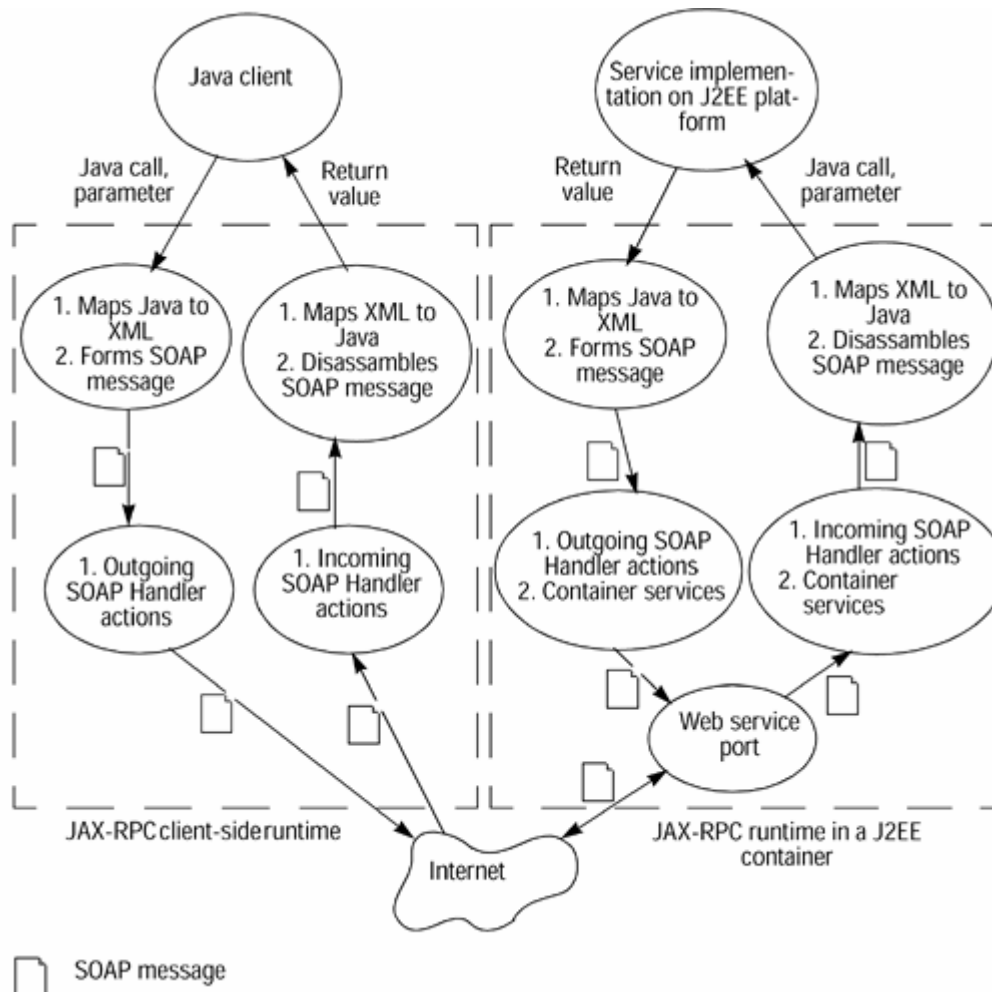 Java client
Service implemen-
tation on J2EE plat-
form
Java call,
parameter
Return
value
Return
value
Java call,
parameter
1. Maps Java to
XML
2. Forms SOAP
message
1. Maps XML to
Java
2. Disassambles
SOAP message
1. Maps Java to
XML
2. Forms SOAP
message
1. Maps XML to
Java
2. Disassambles
SOAP message
1. Outgoing
SOAP Handler
actions
1. Incoming
SOAP Handler
actions
1. Outgoing SOAP
Handler actions
2. Container services
1. Incoming SOAP
Handler actions
2. Container
services
Web service
port
JAX-RPC client-side runtime
JAX-RPC runtime in a J2EE
container
Internet
SOAP message